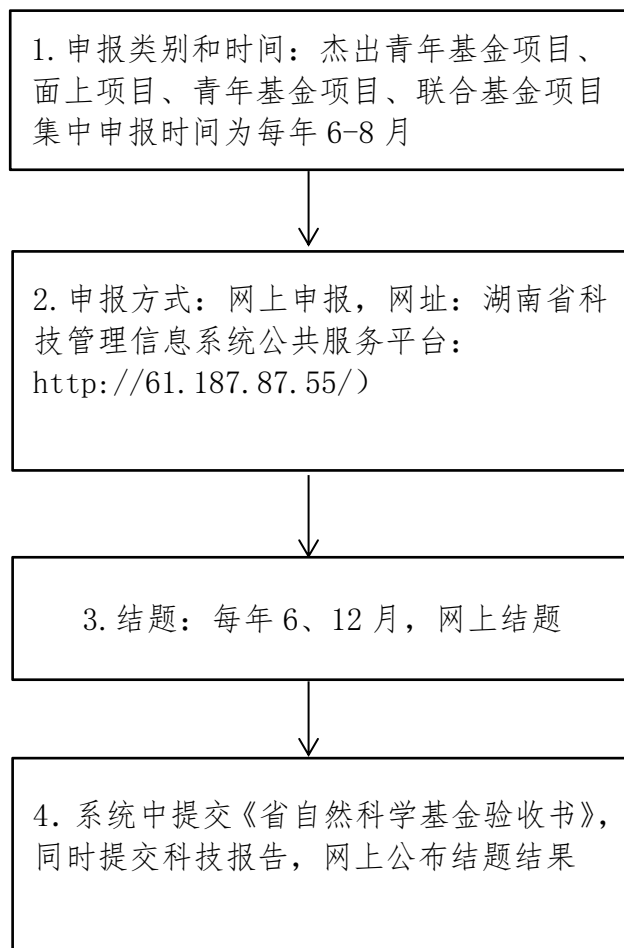 1.申报类别和时间：杰出青年基金项目、
面上项目、青年基金项目、联合基金项目
集中申报时间为每年 6-8 月
2.申报方式：网上申报，网址：湖南省科
技管理信息系统公共服务平台：
http://61.187.87.55/）
3.结题：每年 6、12 月，网上结题
4. 系统中提交《省自然科学基金验收书》，
同时提交科技报告，网上公布结题结果